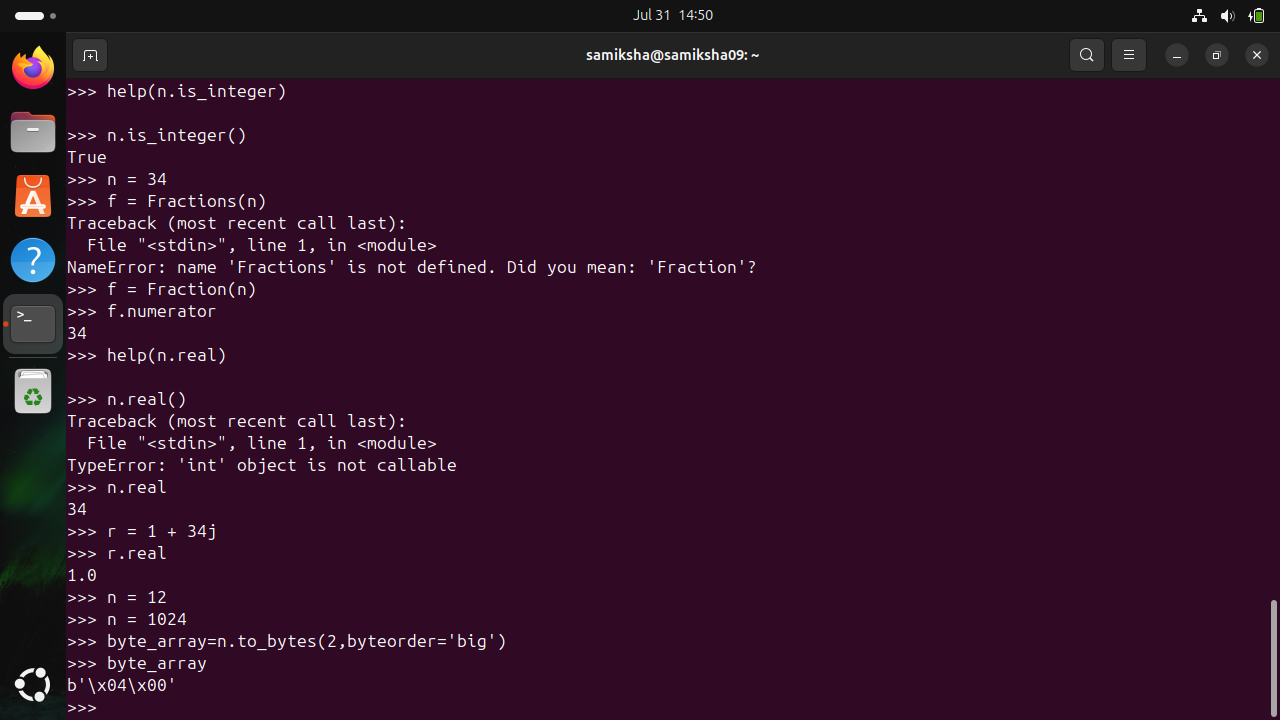 Jul 31 14:50
samiksha@samiksha09: ~
>>> help(n.is_integer)
>>> n.is_integer()
True
>>> n = 34
>>> f = Fractions(n)
Traceback (most recent call last):
  File "<stdin>", line 1, in <module>
NameError: name 'Fractions' is not defined. Did you mean: 'Fraction'?
>>> f = Fraction(n)
>>> f.numerator
34
>>> help(n.real)
>>> n.real()
Traceback (most recent call last):
  File "<stdin>", line 1, in <module>
TypeError: 'int' object is not callable
>>> n.real
34
>>> r = 1 + 34j
>>> r.real
1.0
>>> n = 12
>>> n = 1024
>>> byte_array=n.to_bytes(2,byteorder='big')
>>> byte_array
b'\x04\x00'
>>>